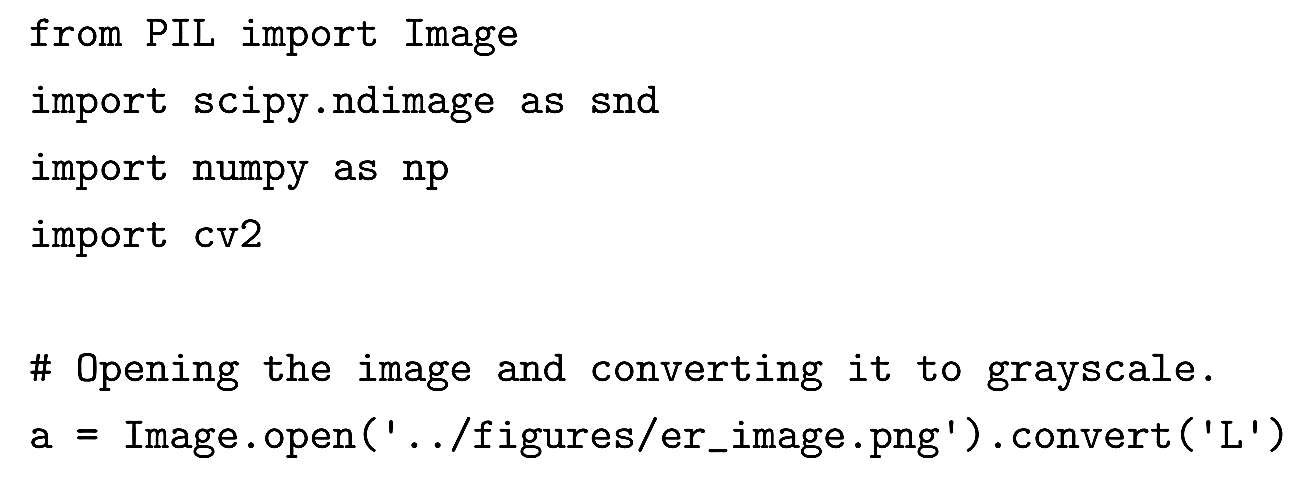 from PIL import Image
import scipy.ndimage as snd
import numpy as np
import cv2
# Opening the image and converting it to grayscale.
a = Image.open('../figures/er_image.png').convert('L')